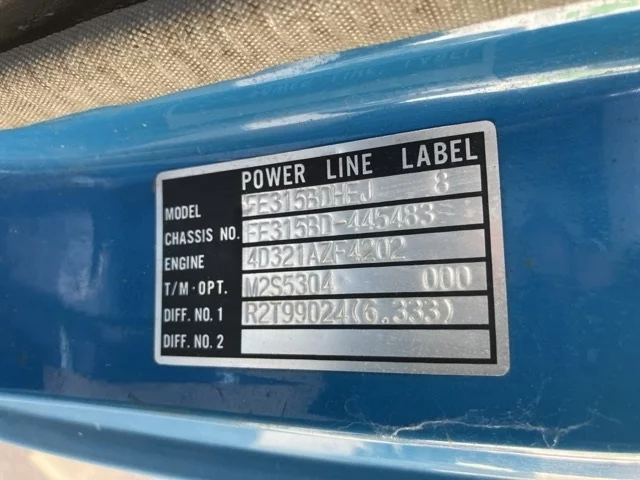 POWER LINE LABEL
MODEL FE315BDHFJ 8
CHASSIS NO. FE315BD-445483
ENGINE 4D321AZF4202
T/M·OPT. M2S5304 000
DIFF. NO. 1 R2T99024(6.333)
DIFF. NO. 2